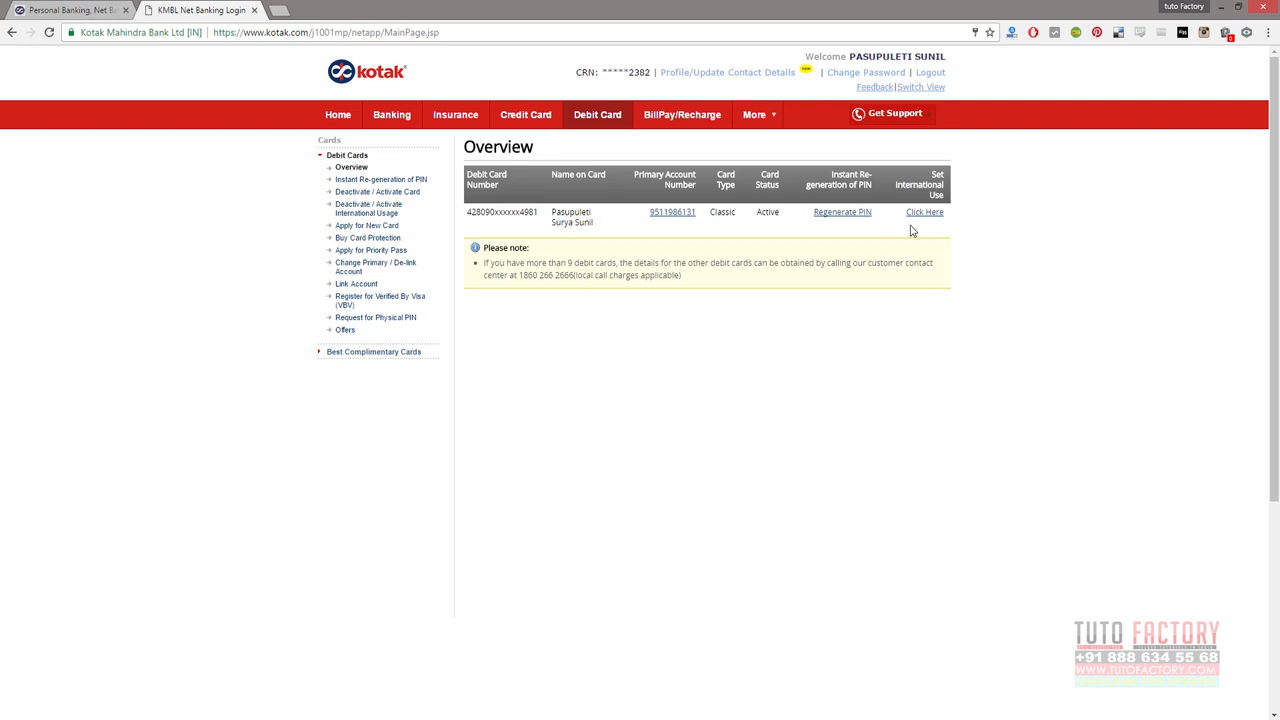 Personal Banking, Net Ba
KMBL Net Banking Login
tuto Factory
Kotak Mahindra Bank Ltd [IN]
https://www.kotak.com/j1001mp/netapp/MainPage.jsp
kotak
Welcome PASUPULETI SUNIL
CRN: *****2382 | Profile/Update Contact Details | Change Password | Logout
Feedback|Switch View
Home Banking Insurance Credit Card Debit Card BillPay/Recharge More Get Support
Cards
Debit Cards
Overview
Instant Re-generation of PIN
Deactivate / Activate Card
Deactivate / Activate
International Usage
Apply for New Card
Buy Card Protection
Apply for Priority Pass
Change Primary / De-link
Account
Link Account
Register for Verified By Visa
(VBV)
Request for Physical PIN
Offers
Best Complimentary Cards
Overview
Debit Card
Number
Name on Card
Primary Account
Number
Card
Type
Card
Status
Instant Re-
generation of PIN
Set
International
Use
428090xxxxxx4981
Pasupuleti
Surya Sunil
9511986131
Classic
Active
Regenerate PIN
Click Here
Please note:
If you have more than 9 debit cards, the details for the other debit cards can be obtained by calling our customer contact
center at 1860 266 2666(local call charges applicable)
TUTO FACTORY
+91 888 634 55 68
WWW.TUTOFACTORY.COM